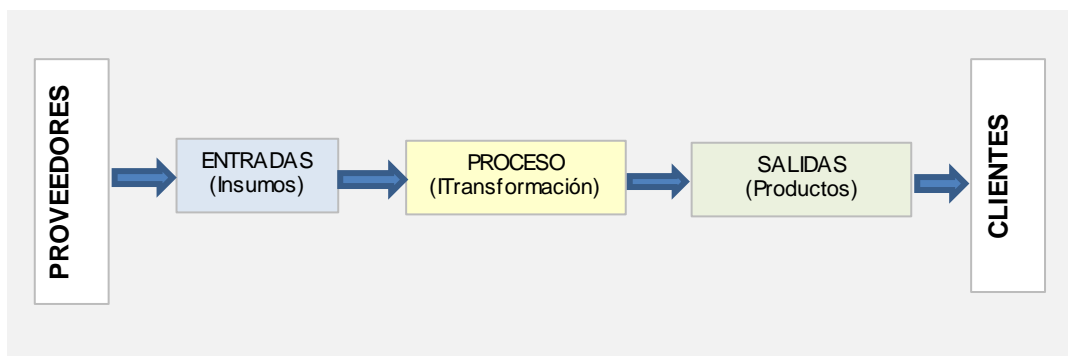 PROVEEDORES
ENTRADAS
(Insumos)
PROCESO
(ITransformación)
SALIDAS
(Productos)
CLIENTES